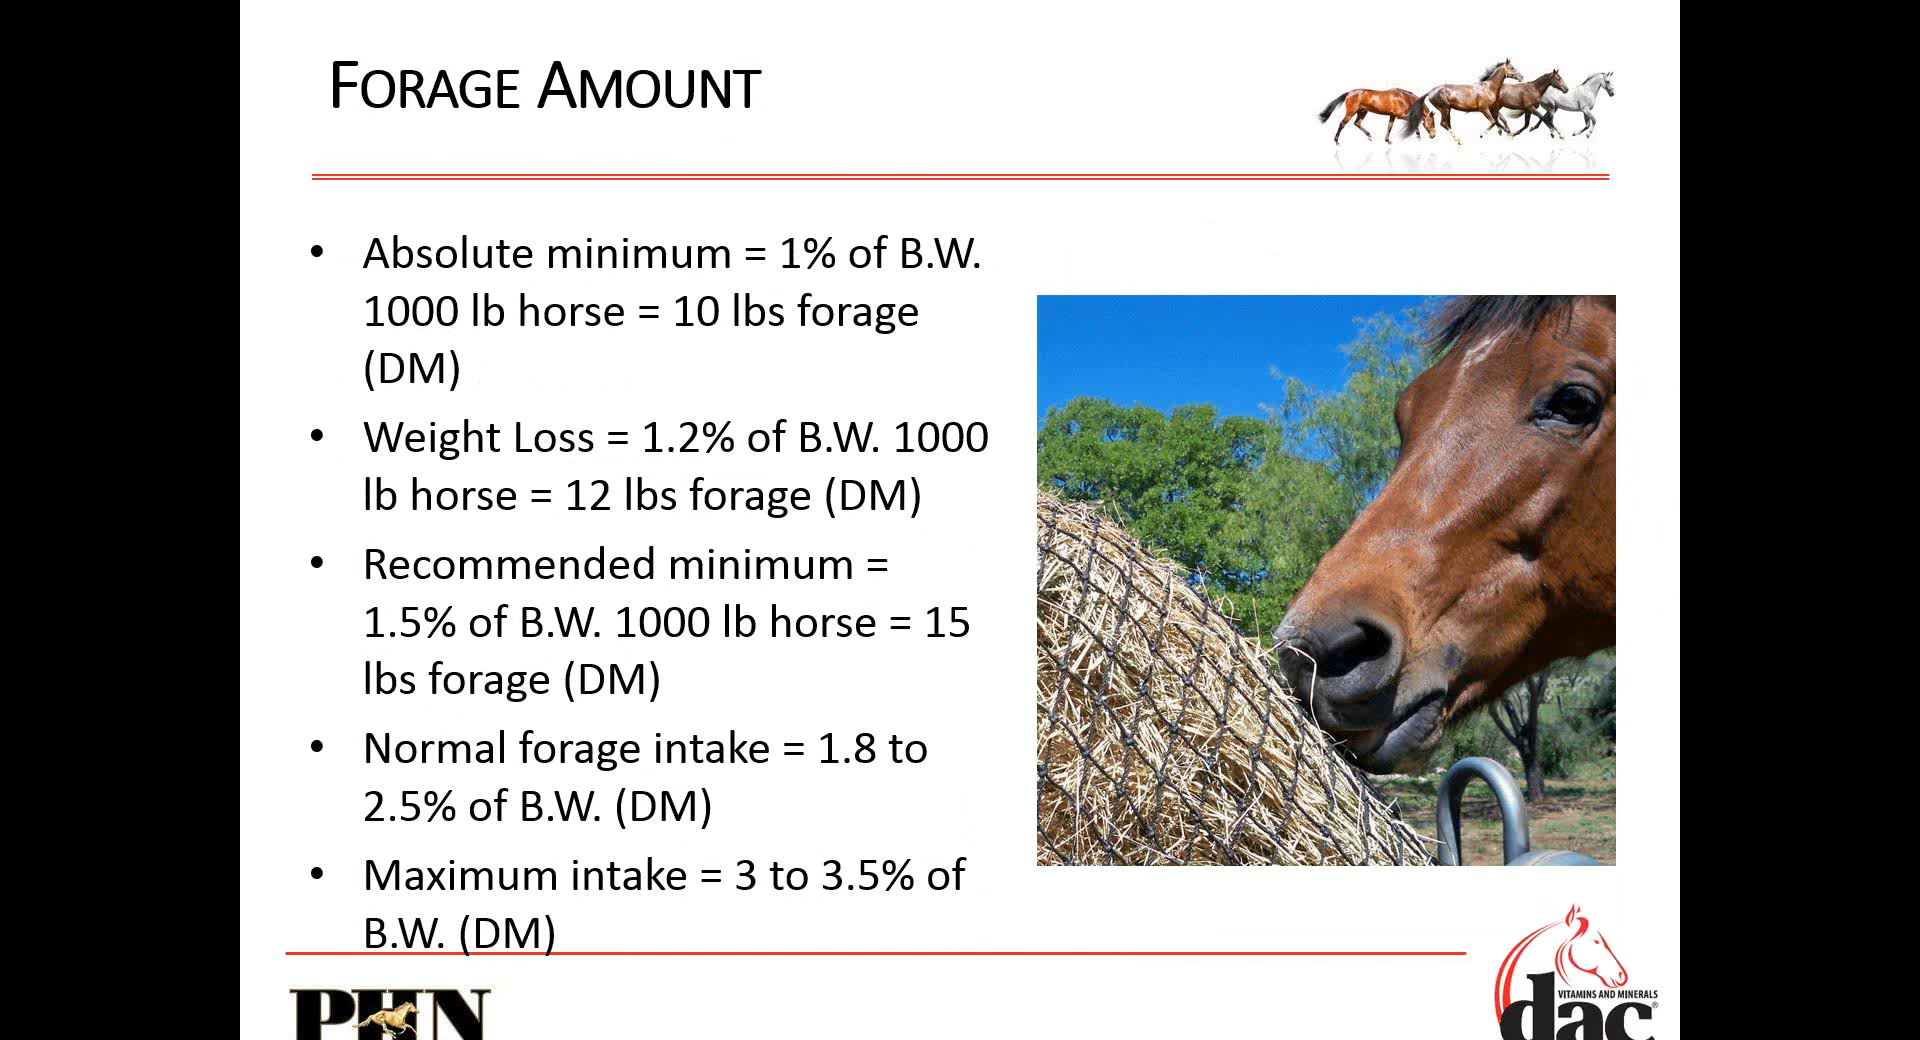 FORAGE AMOUNT
• Absolute minimum = 1% of B.W.
1000 lb horse = 10 lbs forage
(DM)
• Weight Loss = 1.2% of B.W. 1000
lb horse = 12 lbs forage (DM)
• Recommended minimum =
1.5% of B.W. 1000 lb horse = 15
lbs forage (DM)
• Normal forage intake = 1.8 to
2.5% of B.W. (DM)
• Maximum intake = 3 to 3.5% of
B.W. (DM)
PHN
VITAMINS AND MINERALS
dac®